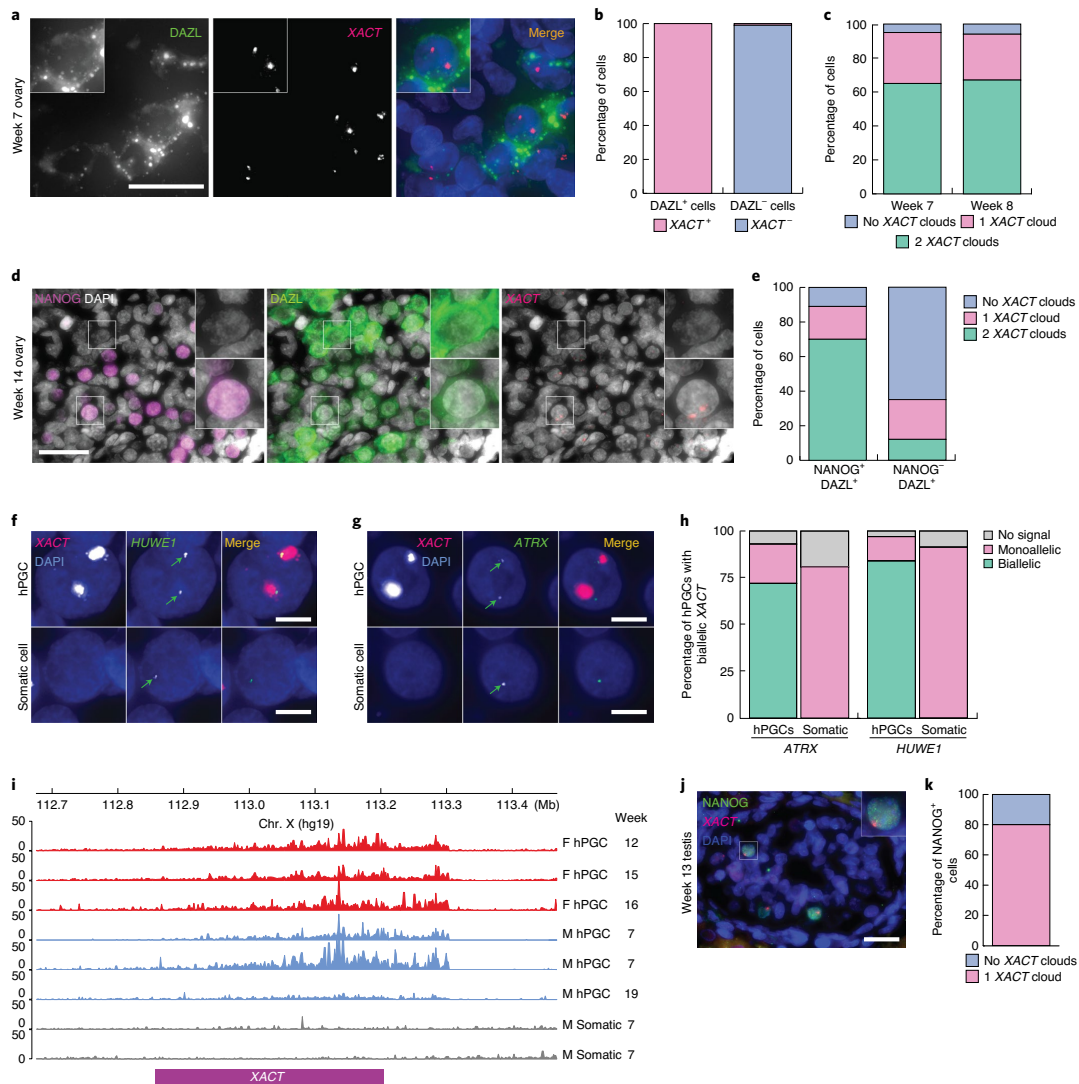 a
DAZL
XACT
Merge
Week 7 ovary
b
100
80
60
40
20
0
Percentage of cells
DAZL⁺ cells
DAZL⁻ cells
XACT⁺
XACT⁻
c
100
80
60
40
20
0
Percentage of cells
Week 7
Week 8
No XACT clouds
1 XACT cloud
2 XACT clouds
d
NANOG DAPI
DAZL
XACT
Week 14 ovary
e
100
80
60
40
20
0
Percentage of cells
NANOG⁺
DAZL⁺
NANOG⁻
DAZL⁺
No XACT clouds
1 XACT cloud
2 XACT clouds
f
XACT
DAPI
HUWE1
Merge
hPGC
Somatic cell
g
XACT
DAPI
ATRX
Merge
hPGC
Somatic cell
h
100
75
50
25
0
Percentage of hPGCs with
biallelic XACT
hPGCs Somatic
ATRX
hPGCs Somatic
HUWE1
No signal
Monoallelic
Biallelic
i
112.7 112.8 112.9 113.0 113.1 113.2 113.3 113.4 (Mb)
Chr. X (hg19)
Week
50
0
F hPGC 12
50
0
F hPGC 15
50
0
F hPGC 16
50
0
M hPGC 7
50
0
M hPGC 7
50
0
M hPGC 19
50
0
M Somatic 7
50
0
M Somatic 7
XACT
j
NANOG
XACT
DAPI
Week 13 testis
k
100
80
60
40
20
0
Percentage of NANOG⁺
cells
No XACT clouds
1 XACT cloud